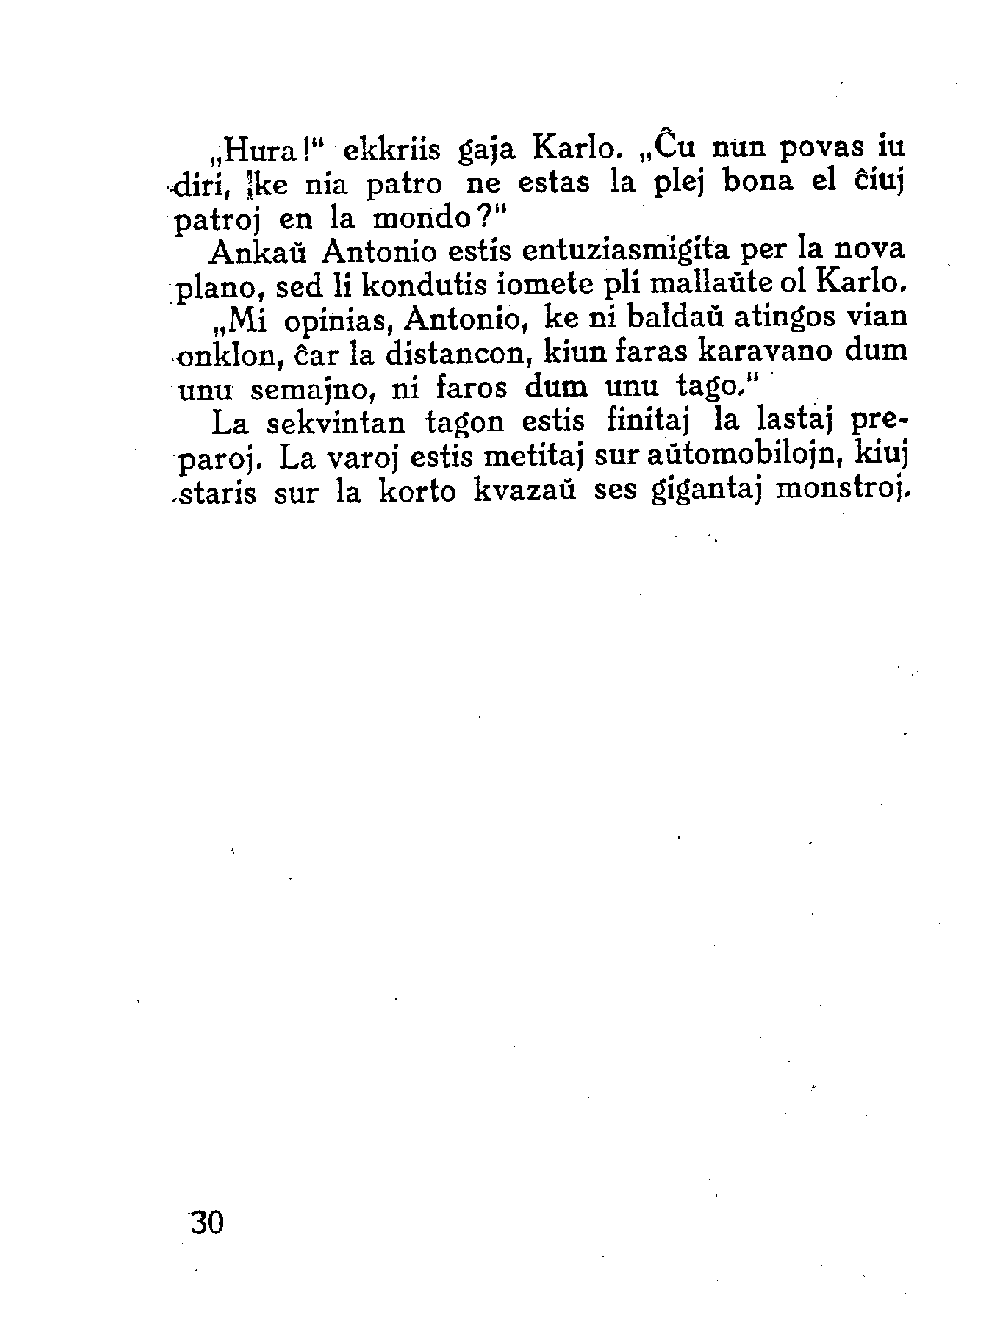 „Hura!“ ekkriis gaja Karlo. „Ĉu nun povas iu
diri, ke nia patro ne estas la plej bona el ĉiuj
patroj en la mondo?“
Ankaŭ Antonio estis entuziasmigita per la nova
plano, sed li kondutis iomete pli mallaŭte ol Karlo.
„Mi opinias, Antonio, ke ni baldaŭ atingos vian
onklon, ĉar la distancon, kiun faras karavano dum
unu semajno, ni faros dum unu tago.“
La sekvintan tagon estis finitaj la lastaj pre-
paroj. La varoj estis metitaj sur aŭtomobilojn, kiuj
staris sur la korto kvazaŭ ses gigantaj monstroj.
30